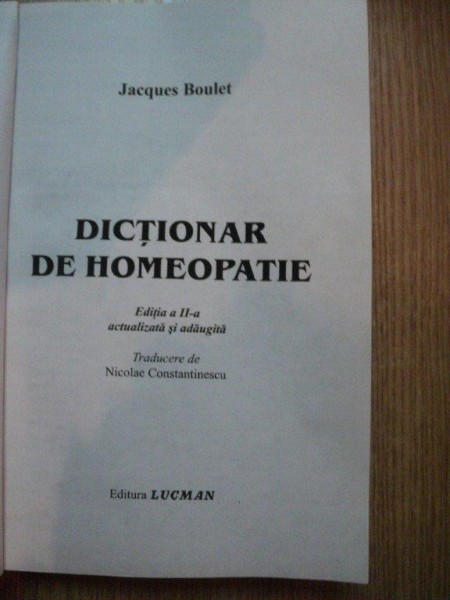 Jacques Boulet
DICȚIONAR
DE HOMEOPATIE
Ediția a II-a
actualizată și adăugită
Traducere de
Nicolae Constantinescu
Editura LUCMAN